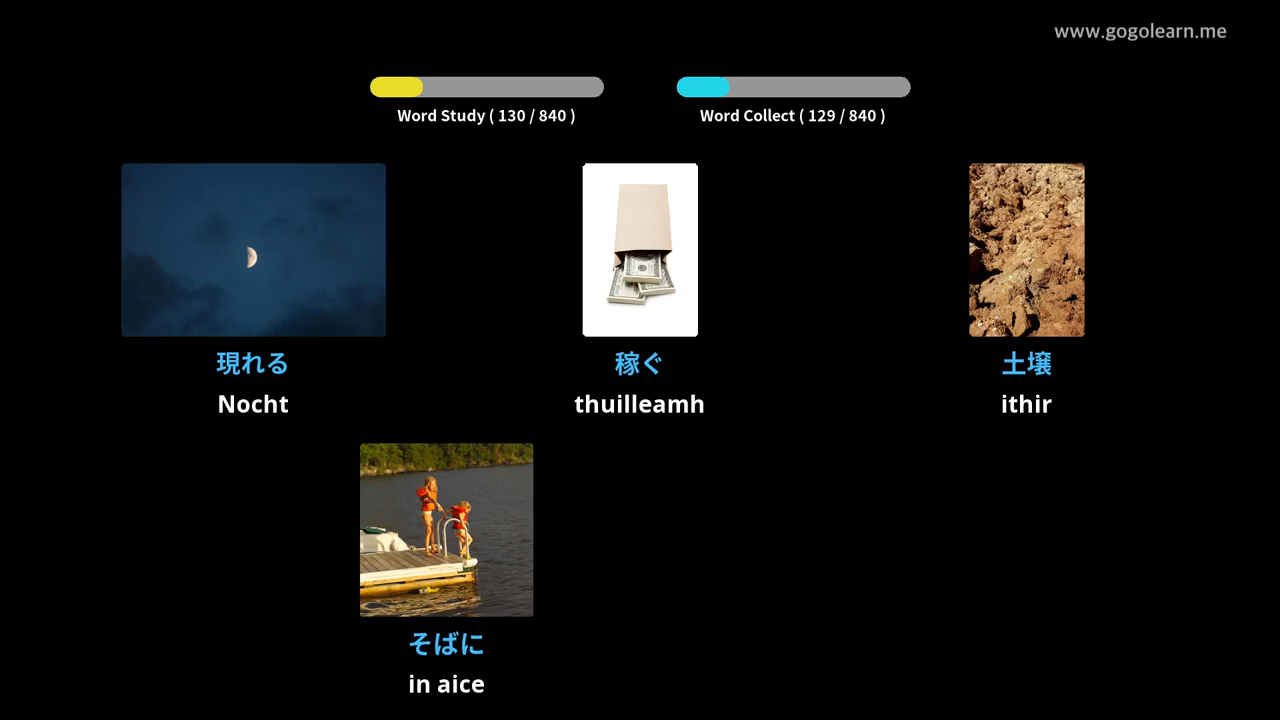 www.gogolearn.me
Word Study ( 130 / 840 )
Word Collect ( 129 / 840 )
現れる
Nocht
稼ぐ
thuilleamh
土壌
ithir
そばに
in aice